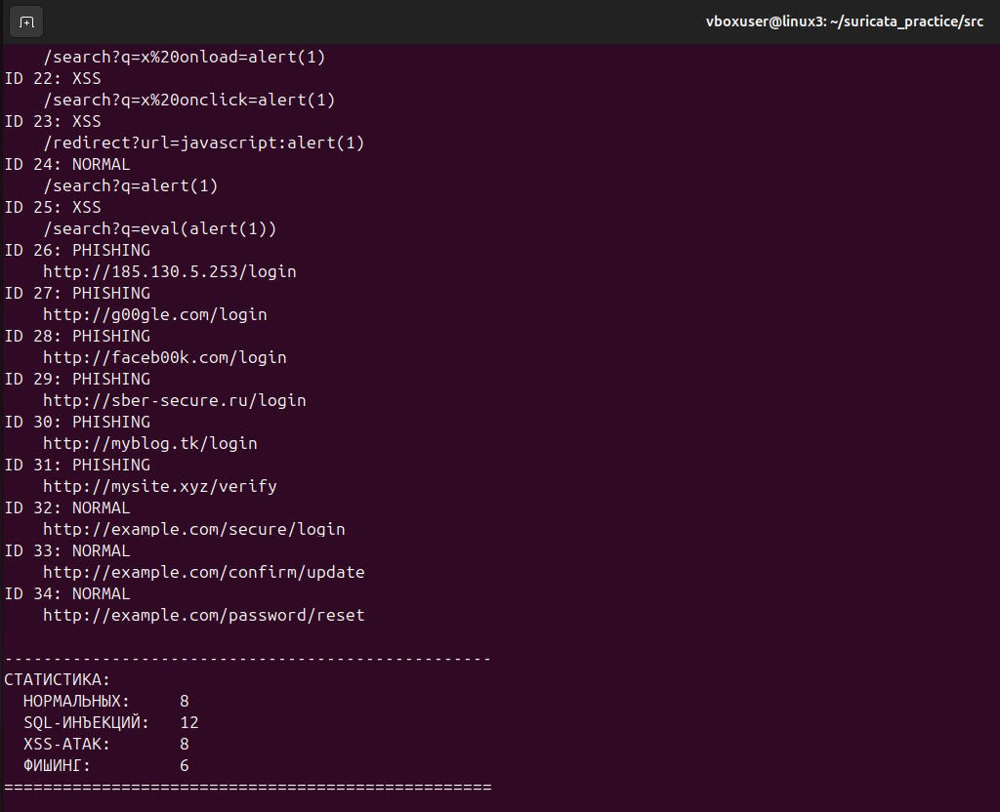 vboxuser@linux3: ~/suricata_practice/src
/search?q=x%20onload=alert(1)
ID 22: XSS
/search?q=x%20onclick=alert(1)
ID 23: XSS
/redirect?url=javascript:alert(1)
ID 24: NORMAL
/search?q=alert(1)
ID 25: XSS
/search?q=eval(alert(1))
ID 26: PHISHING
http://185.130.5.253/login
ID 27: PHISHING
http://g00gle.com/login
ID 28: PHISHING
http://faceb00k.com/login
ID 29: PHISHING
http://sber-secure.ru/login
ID 30: PHISHING
http://myblog.tk/login
ID 31: PHISHING
http://mysite.xyz/verify
ID 32: NORMAL
http://example.com/secure/login
ID 33: NORMAL
http://example.com/confirm/update
ID 34: NORMAL
http://example.com/password/reset
--------------------------------------------------
СТАТИСТИКА:
НОРМАЛЬНЫХ: 8
SQL-ИНЪЕКЦИЙ: 12
XSS-АТАК: 8
ФИШИНГ: 6
==================================================